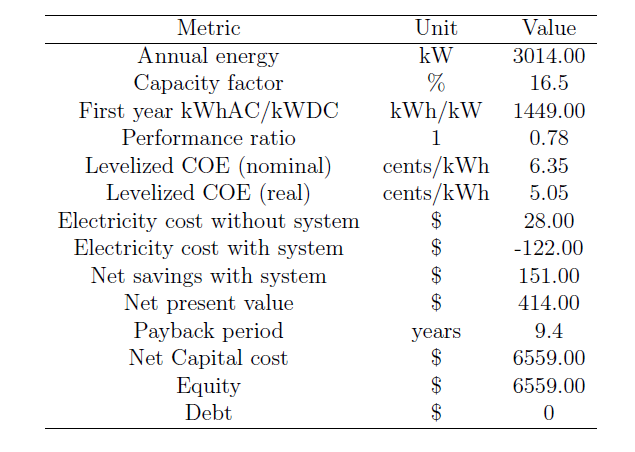 Metric Unit Value
Annual energy kW 3014.00
Capacity factor % 16.5
First year kWhAC/kWDC kWh/kW 1449.00
Performance ratio 1 0.78
Levelized COE (nominal) cents/kWh 6.35
Levelized COE (real) cents/kWh 5.05
Electricity cost without system $ 28.00
Electricity cost with system $ -122.00
Net savings with system $ 151.00
Net present value $ 414.00
Payback period years 9.4
Net Capital cost $ 6559.00
Equity $ 6559.00
Debt $ 0